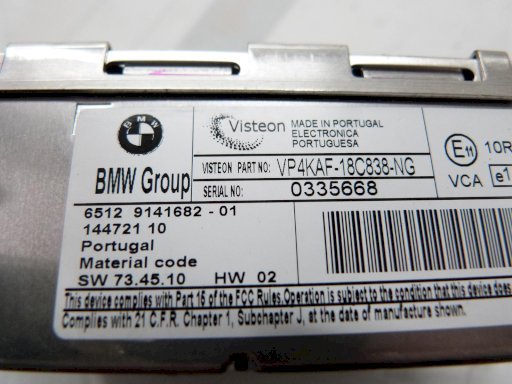 BMW
Visteon
MADE IN PORTUGAL
ELECTRONICA
PORTUGUESA
E11
10R
BMW Group
VISTEON PART NO: VP4KAF-18C838-NG
SERIAL NO: 0335668
VCA e1
6512 9141682 - 01
144721 10
Portugal
Material code
SW 73.45.10 HW 02
This device complies with Part 15 of the FCC Rules.Operation is subject to the condition that this device does
Complies with 21 C.F.R. Chapter 1, Subchapter J, at the date of manufacture shown.